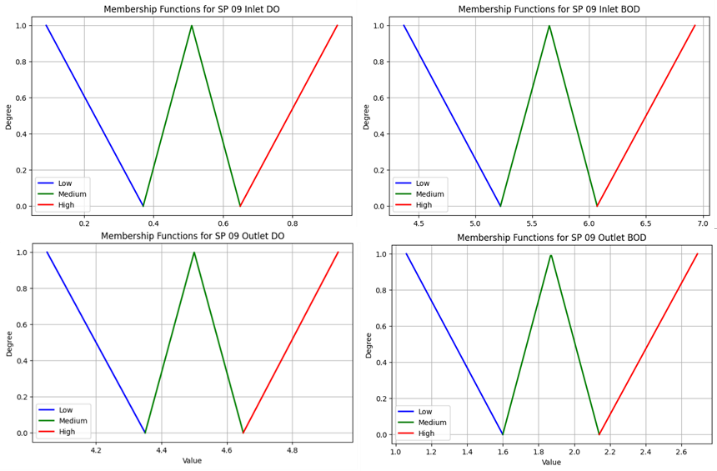 Membership Functions for SP 09 Inlet DO
1.0
0.8
0.6
0.4
0.2
0.0
Degree
Low
Medium
High
0.2 0.4 0.6 0.8
Membership Functions for SP 09 Inlet BOD
1.0
0.8
0.6
0.4
0.2
0.0
Degree
Low
Medium
High
4.5 5.0 5.5 6.0 6.5 7.0
Membership Functions for SP 09 Outlet DO
1.0
0.8
0.6
0.4
0.2
0.0
Degree
Low
Medium
High
4.2 4.4 4.6 4.8
Value
Membership Functions for SP 09 Outlet BOD
1.0
0.8
0.6
0.4
0.2
0.0
Degree
Low
Medium
High
1.0 1.2 1.4 1.6 1.8 2.0 2.2 2.4 2.6
Value